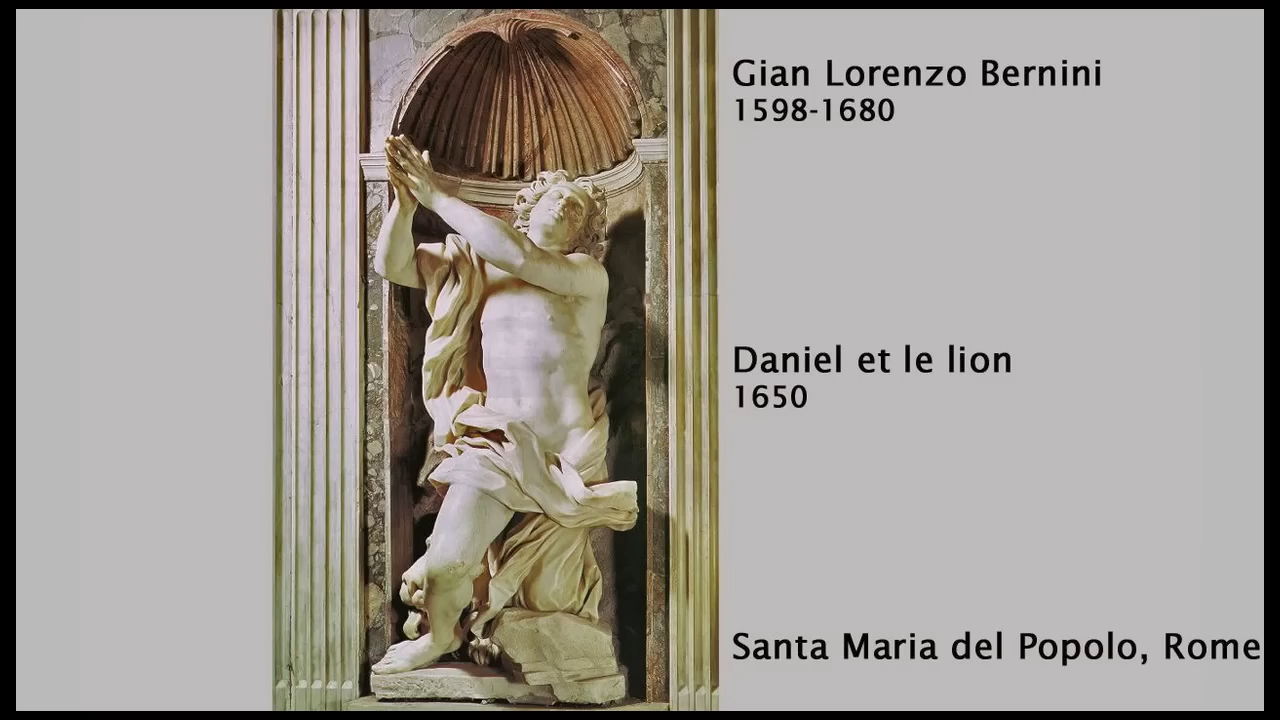 Gian Lorenzo Bernini
1598-1680
Daniel et le lion
1650
Santa Maria del Popolo, Rome